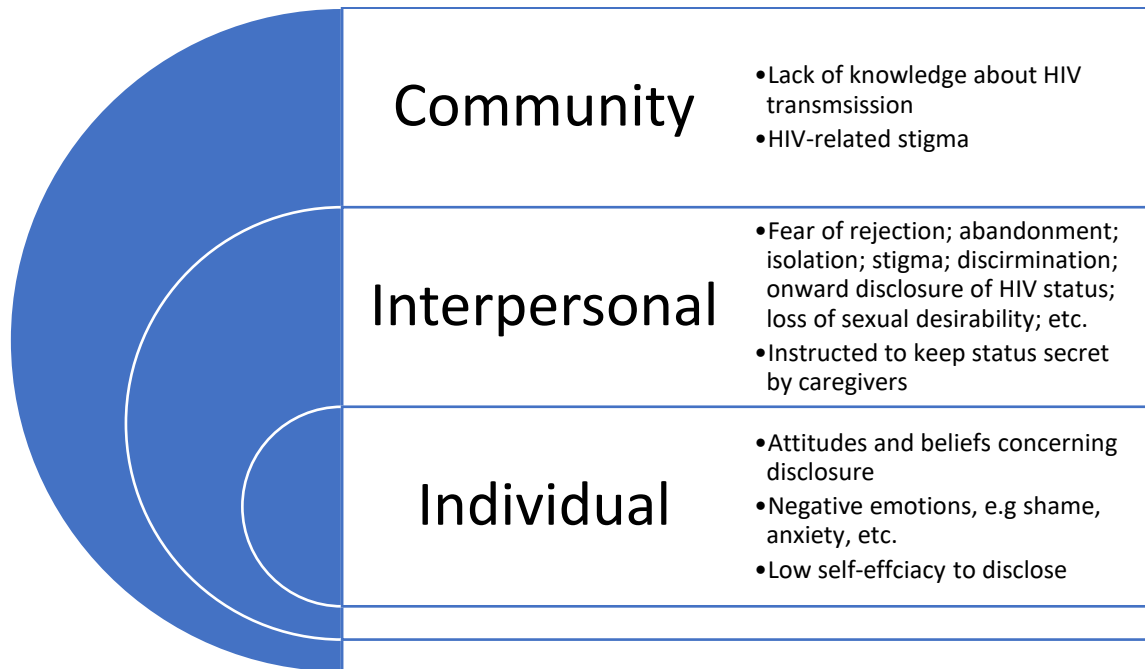 Community
•Lack of knowledge about HIV
transmsission
•HIV-related stigma
Interpersonal
•Fear of rejection; abandonment;
isolation; stigma; discirmination;
onward disclosure of HIV status;
loss of sexual desirability; etc.
•Instructed to keep status secret
by caregivers
Individual
•Attitudes and beliefs concerning
disclosure
•Negative emotions, e.g shame,
anxiety, etc.
•Low self-effciacy to disclose